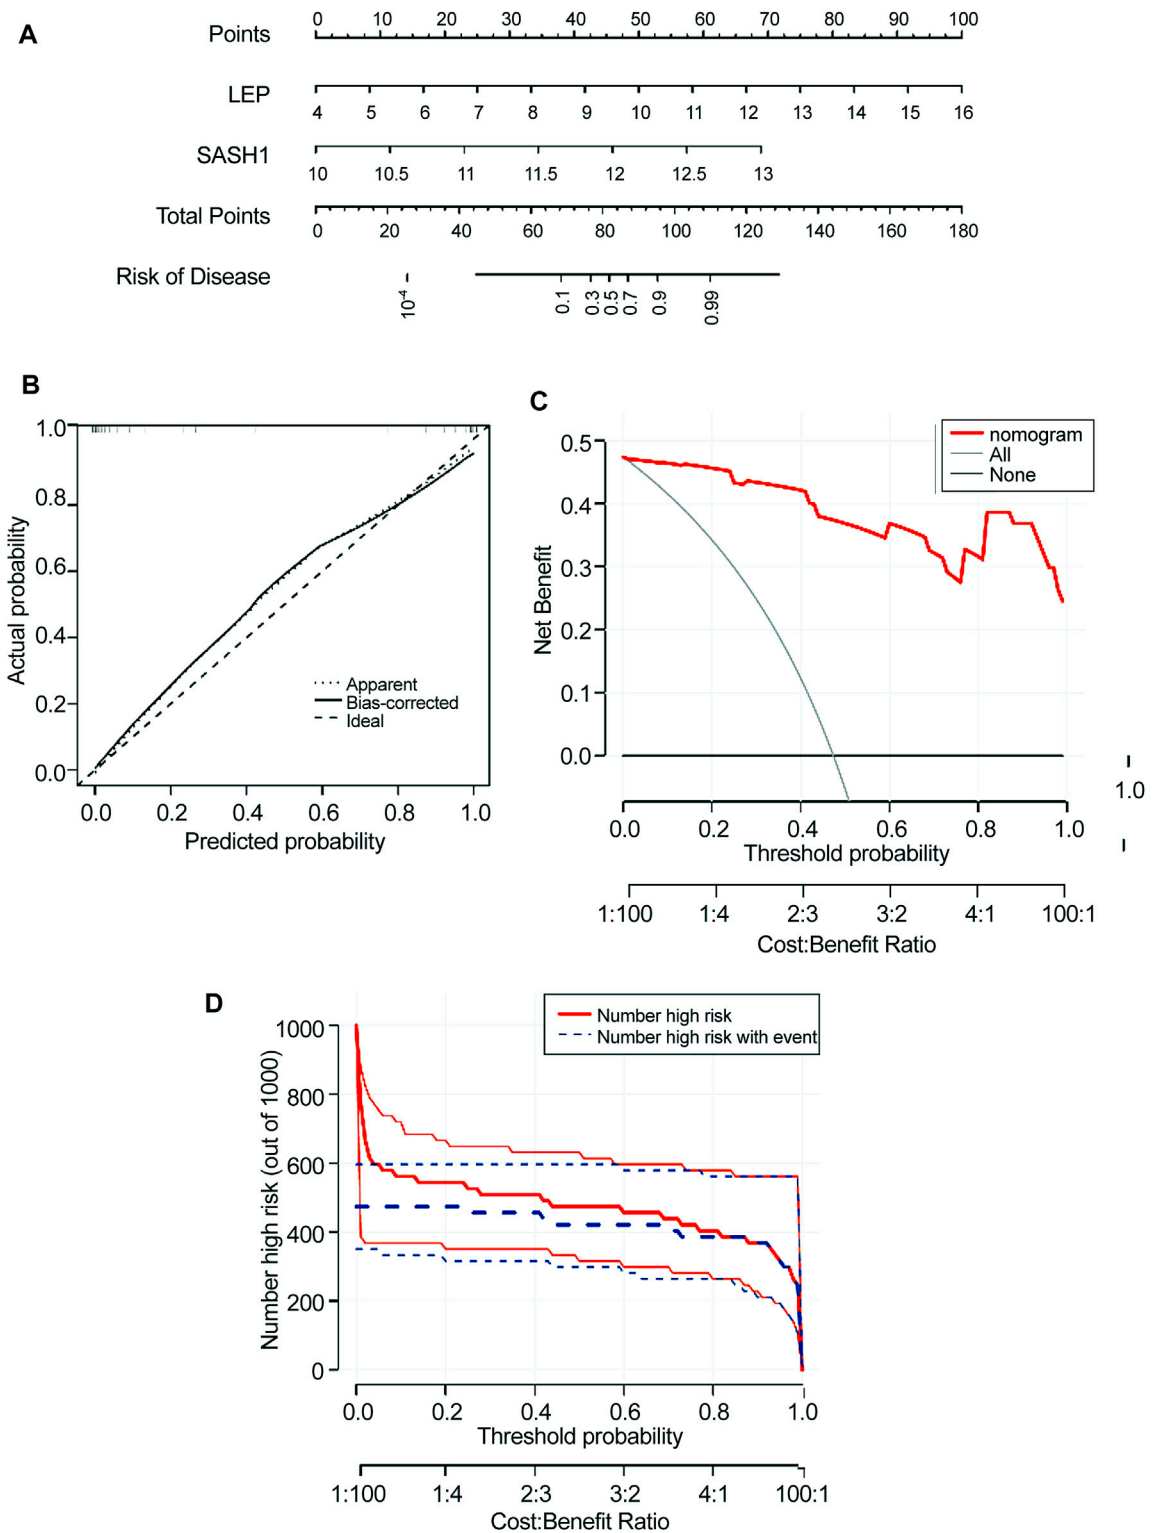 A
Points
0 10 20 30 40 50 60 70 80 90 100
LEP
4 5 6 7 8 9 10 11 12 13 14 15 16
SASH1
10 10.5 11 11.5 12 12.5 13
Total Points
0 20 40 60 80 100 120 140 160 180
Risk of Disease
10-4 0.1 0.3 0.5 0.7 0.9 0.99
B
Actual probability
1.0
0.8
0.6
0.4
0.2
0.0
Apparent
Bias-corrected
Ideal
0.0 0.2 0.4 0.6 0.8 1.0
Predicted probability
C
nomogram
All
None
Net Benefit
0.5
0.4
0.3
0.2
0.1
0.0
1.0
0.0 0.2 0.4 0.6 0.8 1.0
Threshold probability
1:100 1:4 2:3 3:2 4:1 100:1
Cost:Benefit Ratio
D
Number high risk
Number high risk with event
Number high risk (out of 1000)
1000
800
600
400
200
0
0.0 0.2 0.4 0.6 0.8 1.0
Threshold probability
1:100 1:4 2:3 3:2 4:1 100:1
Cost:Benefit Ratio